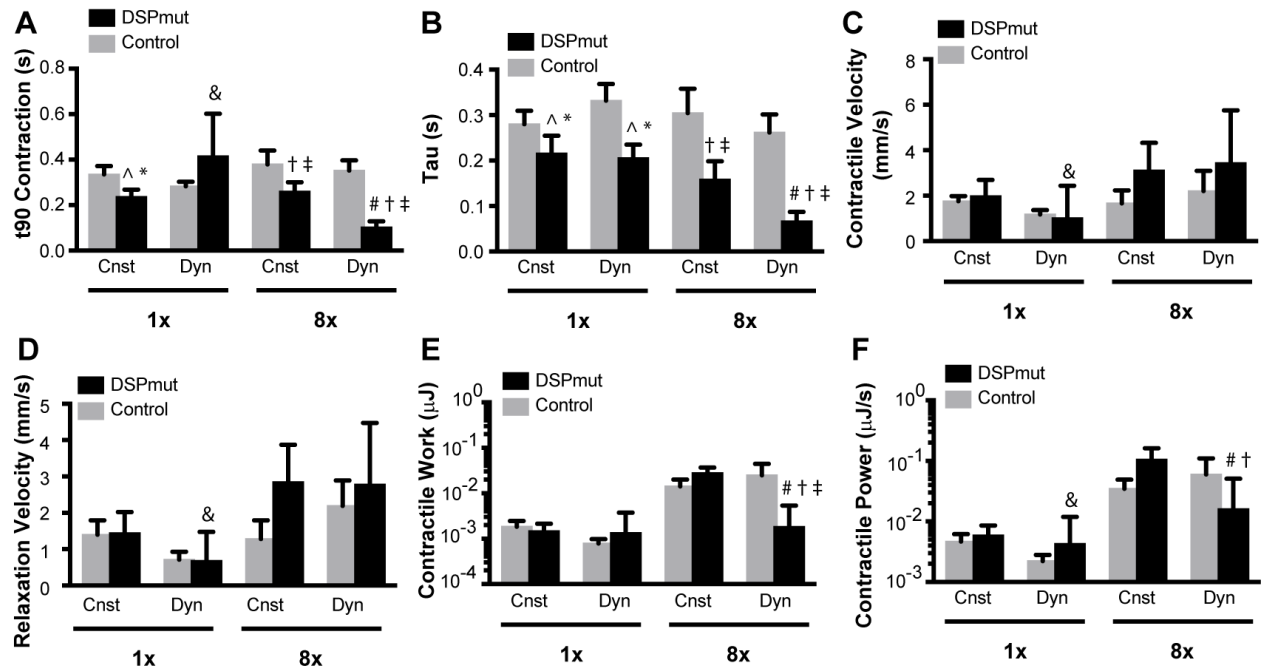 A
DSPmut
Control
t90 Contraction (s)
0.8
0.6
0.4
0.2
0.0
^ *
&
† ‡
# † ‡
Cnst Dyn Cnst Dyn
1x 8x
B
DSPmut
Control
Tau (s)
0.4
0.3
0.2
0.1
0.0
^ *
^ *
† ‡
# † ‡
Cnst Dyn Cnst Dyn
1x 8x
C
DSPmut
Control
Contractile Velocity
(mm/s)
8
6
4
2
0
&
Cnst Dyn Cnst Dyn
1x 8x
D
DSPmut
Control
Relaxation Velocity (mm/s)
5
4
3
2
1
0
&
Cnst Dyn Cnst Dyn
1x 8x
E
DSPmut
Control
Contractile Work (μJ)
10⁰
10⁻¹
10⁻²
10⁻³
10⁻⁴
# † ‡
Cnst Dyn Cnst Dyn
1x 8x
F
DSPmut
Control
Contractile Power (μJ/s)
10⁰
10⁻¹
10⁻²
10⁻³
&
# †
Cnst Dyn Cnst Dyn
1x 8x